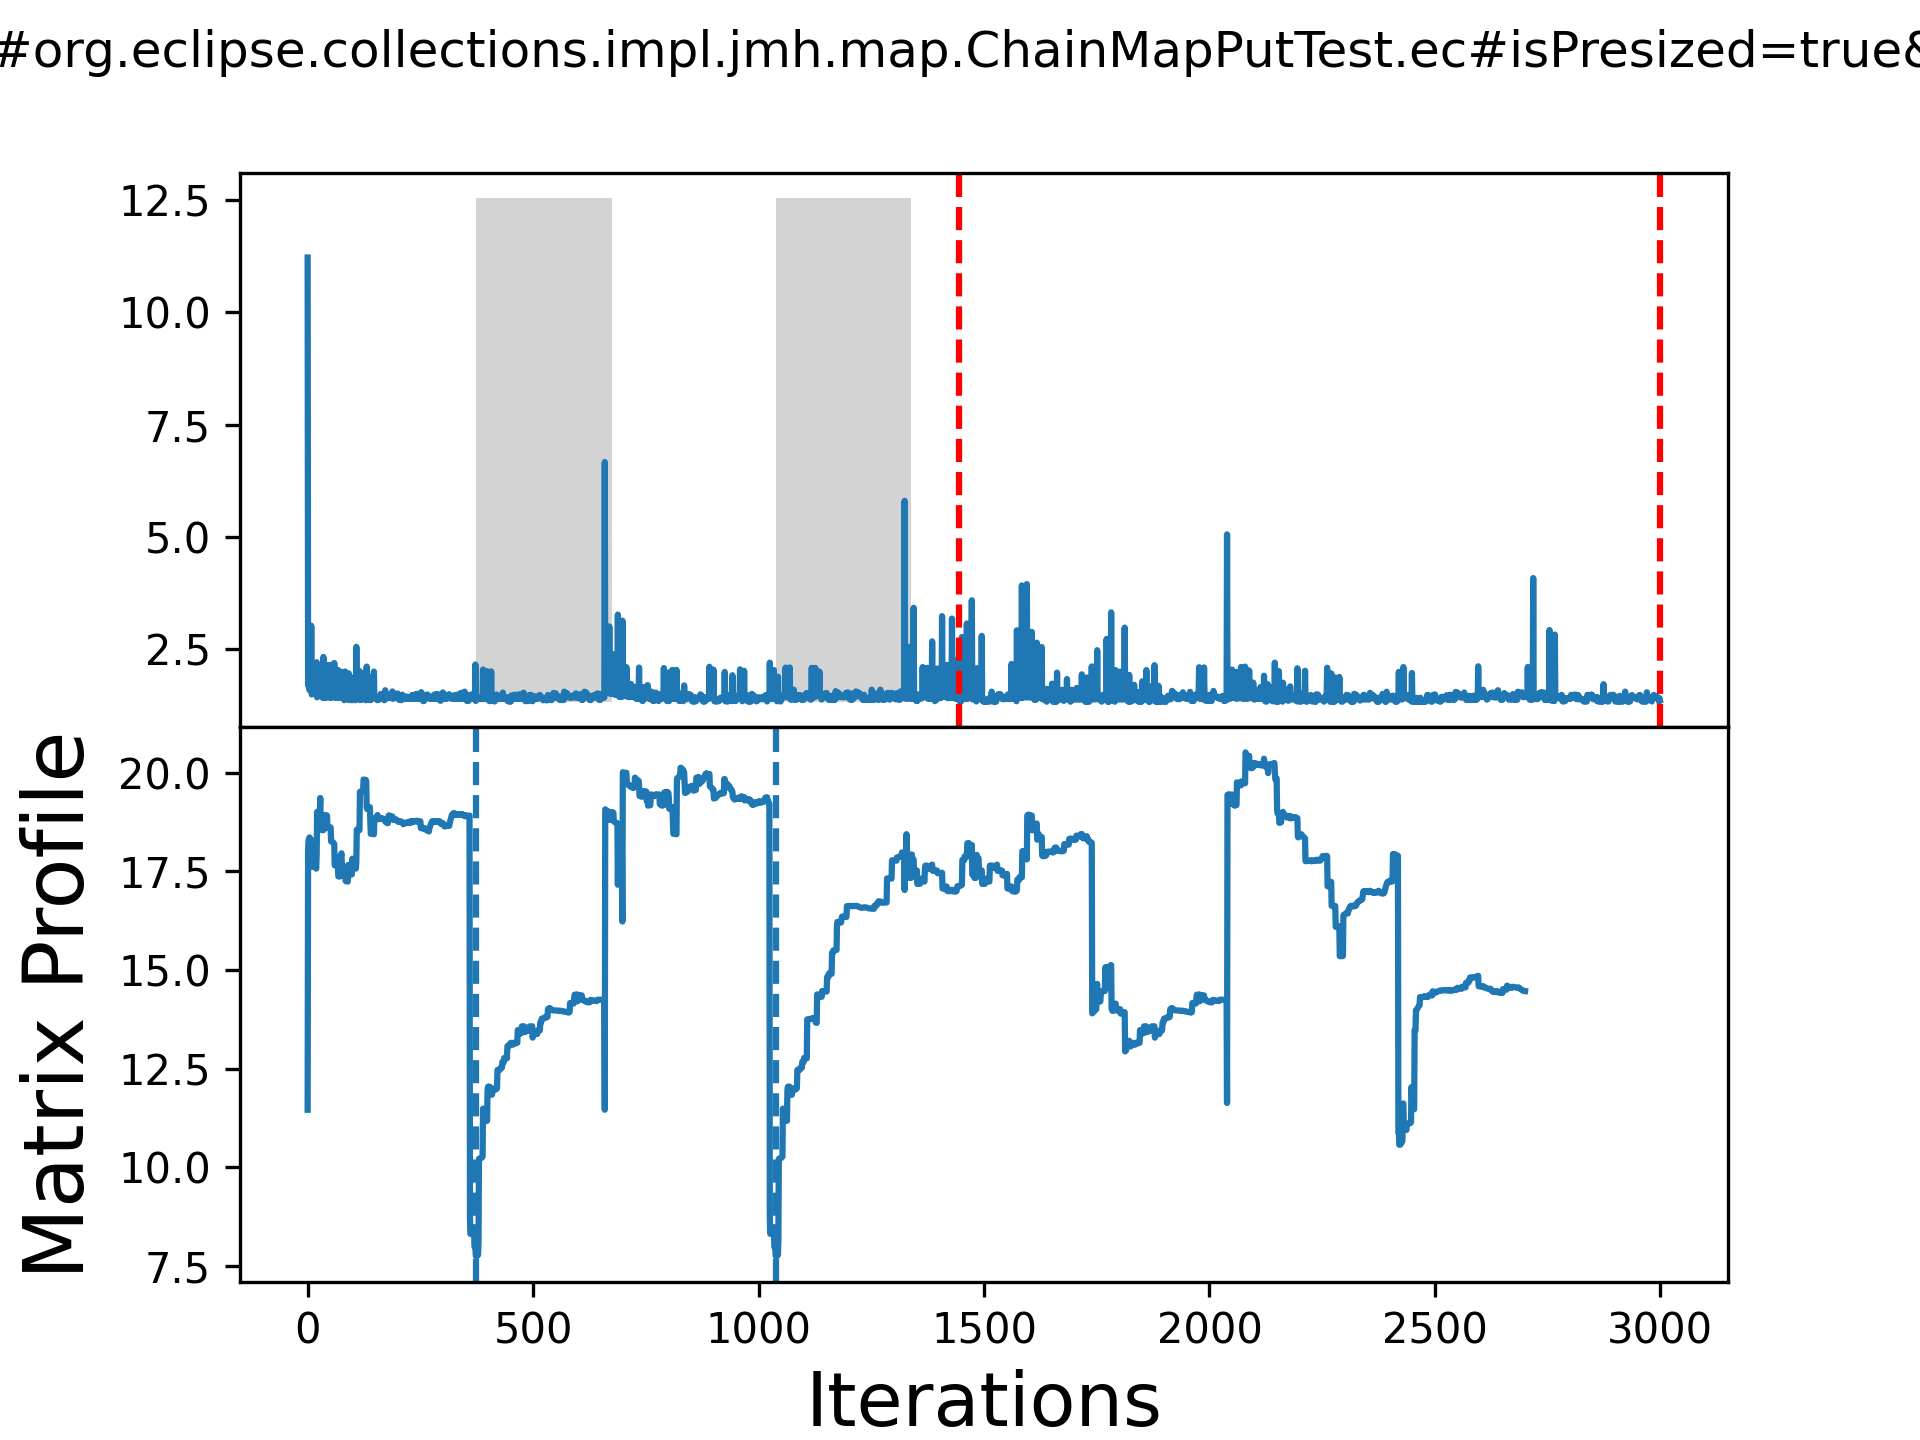 #org.eclipse.collections.impl.jmh.map.ChainMapPutTest.ec#isPresized=true&
12.5
10.0
7.5
5.0
2.5
Matrix Profile
20.0
17.5
15.0
12.5
10.0
7.5
0 500 1000 1500 2000 2500 3000
Iterations